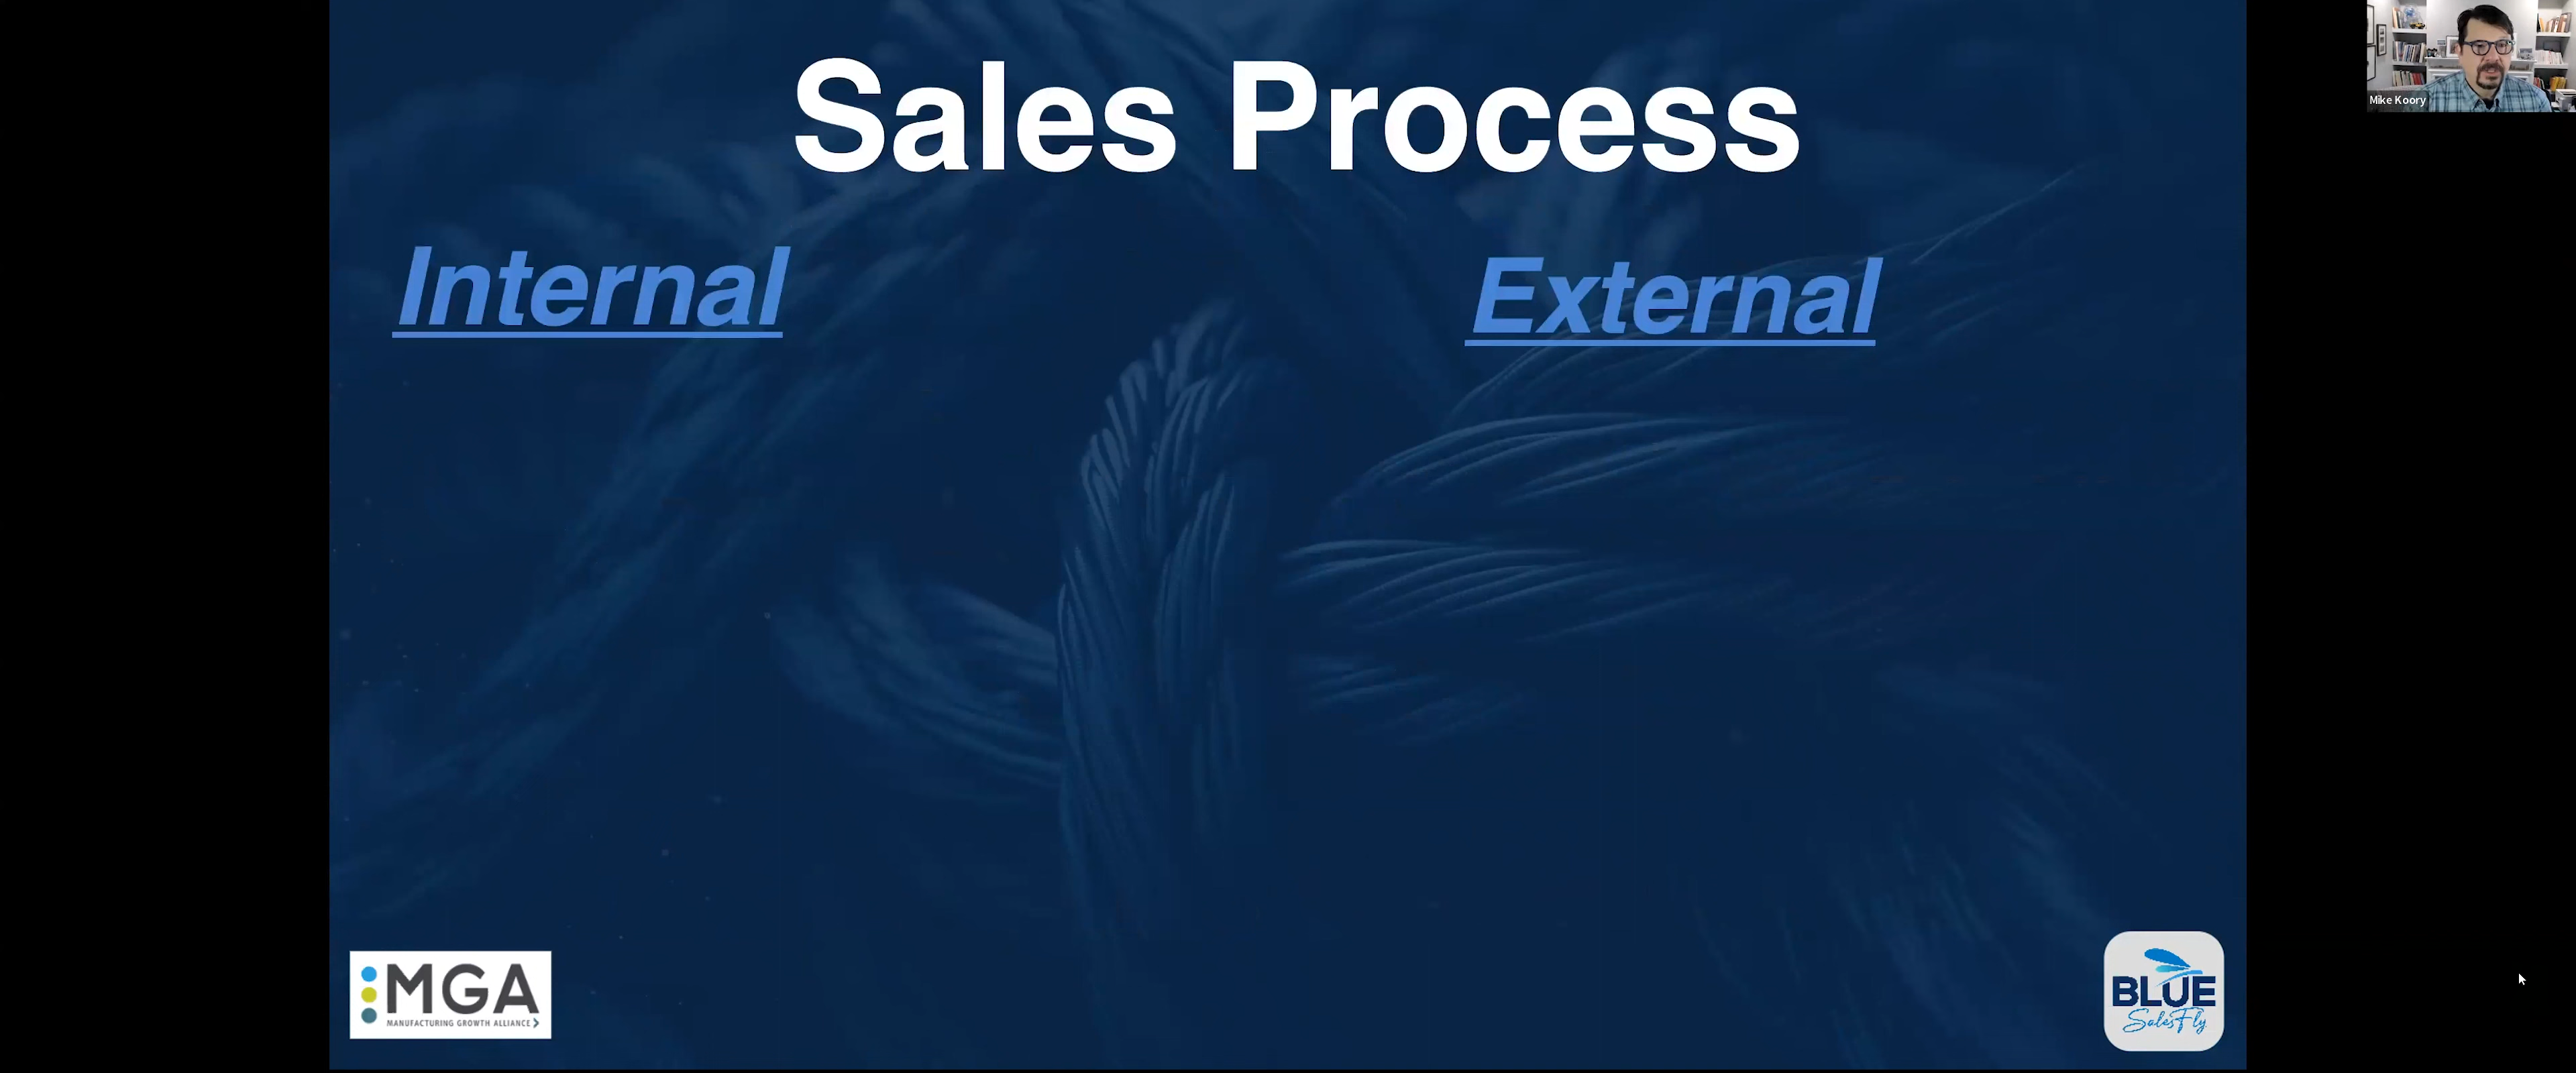 Sales Process
Mike Koory
Internal
External
MGA
MANUFACTURING GROWTH ALLIANCE
BLUE
SalesFly